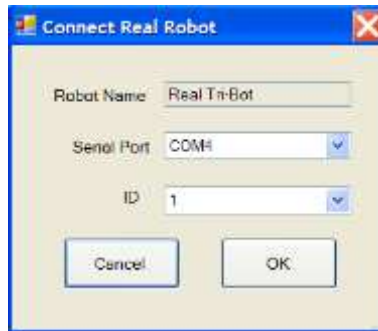 Connect Real Robot
Robot Name Real Tri-Bot
Serial Port COM4
ID 1
Cancel OK